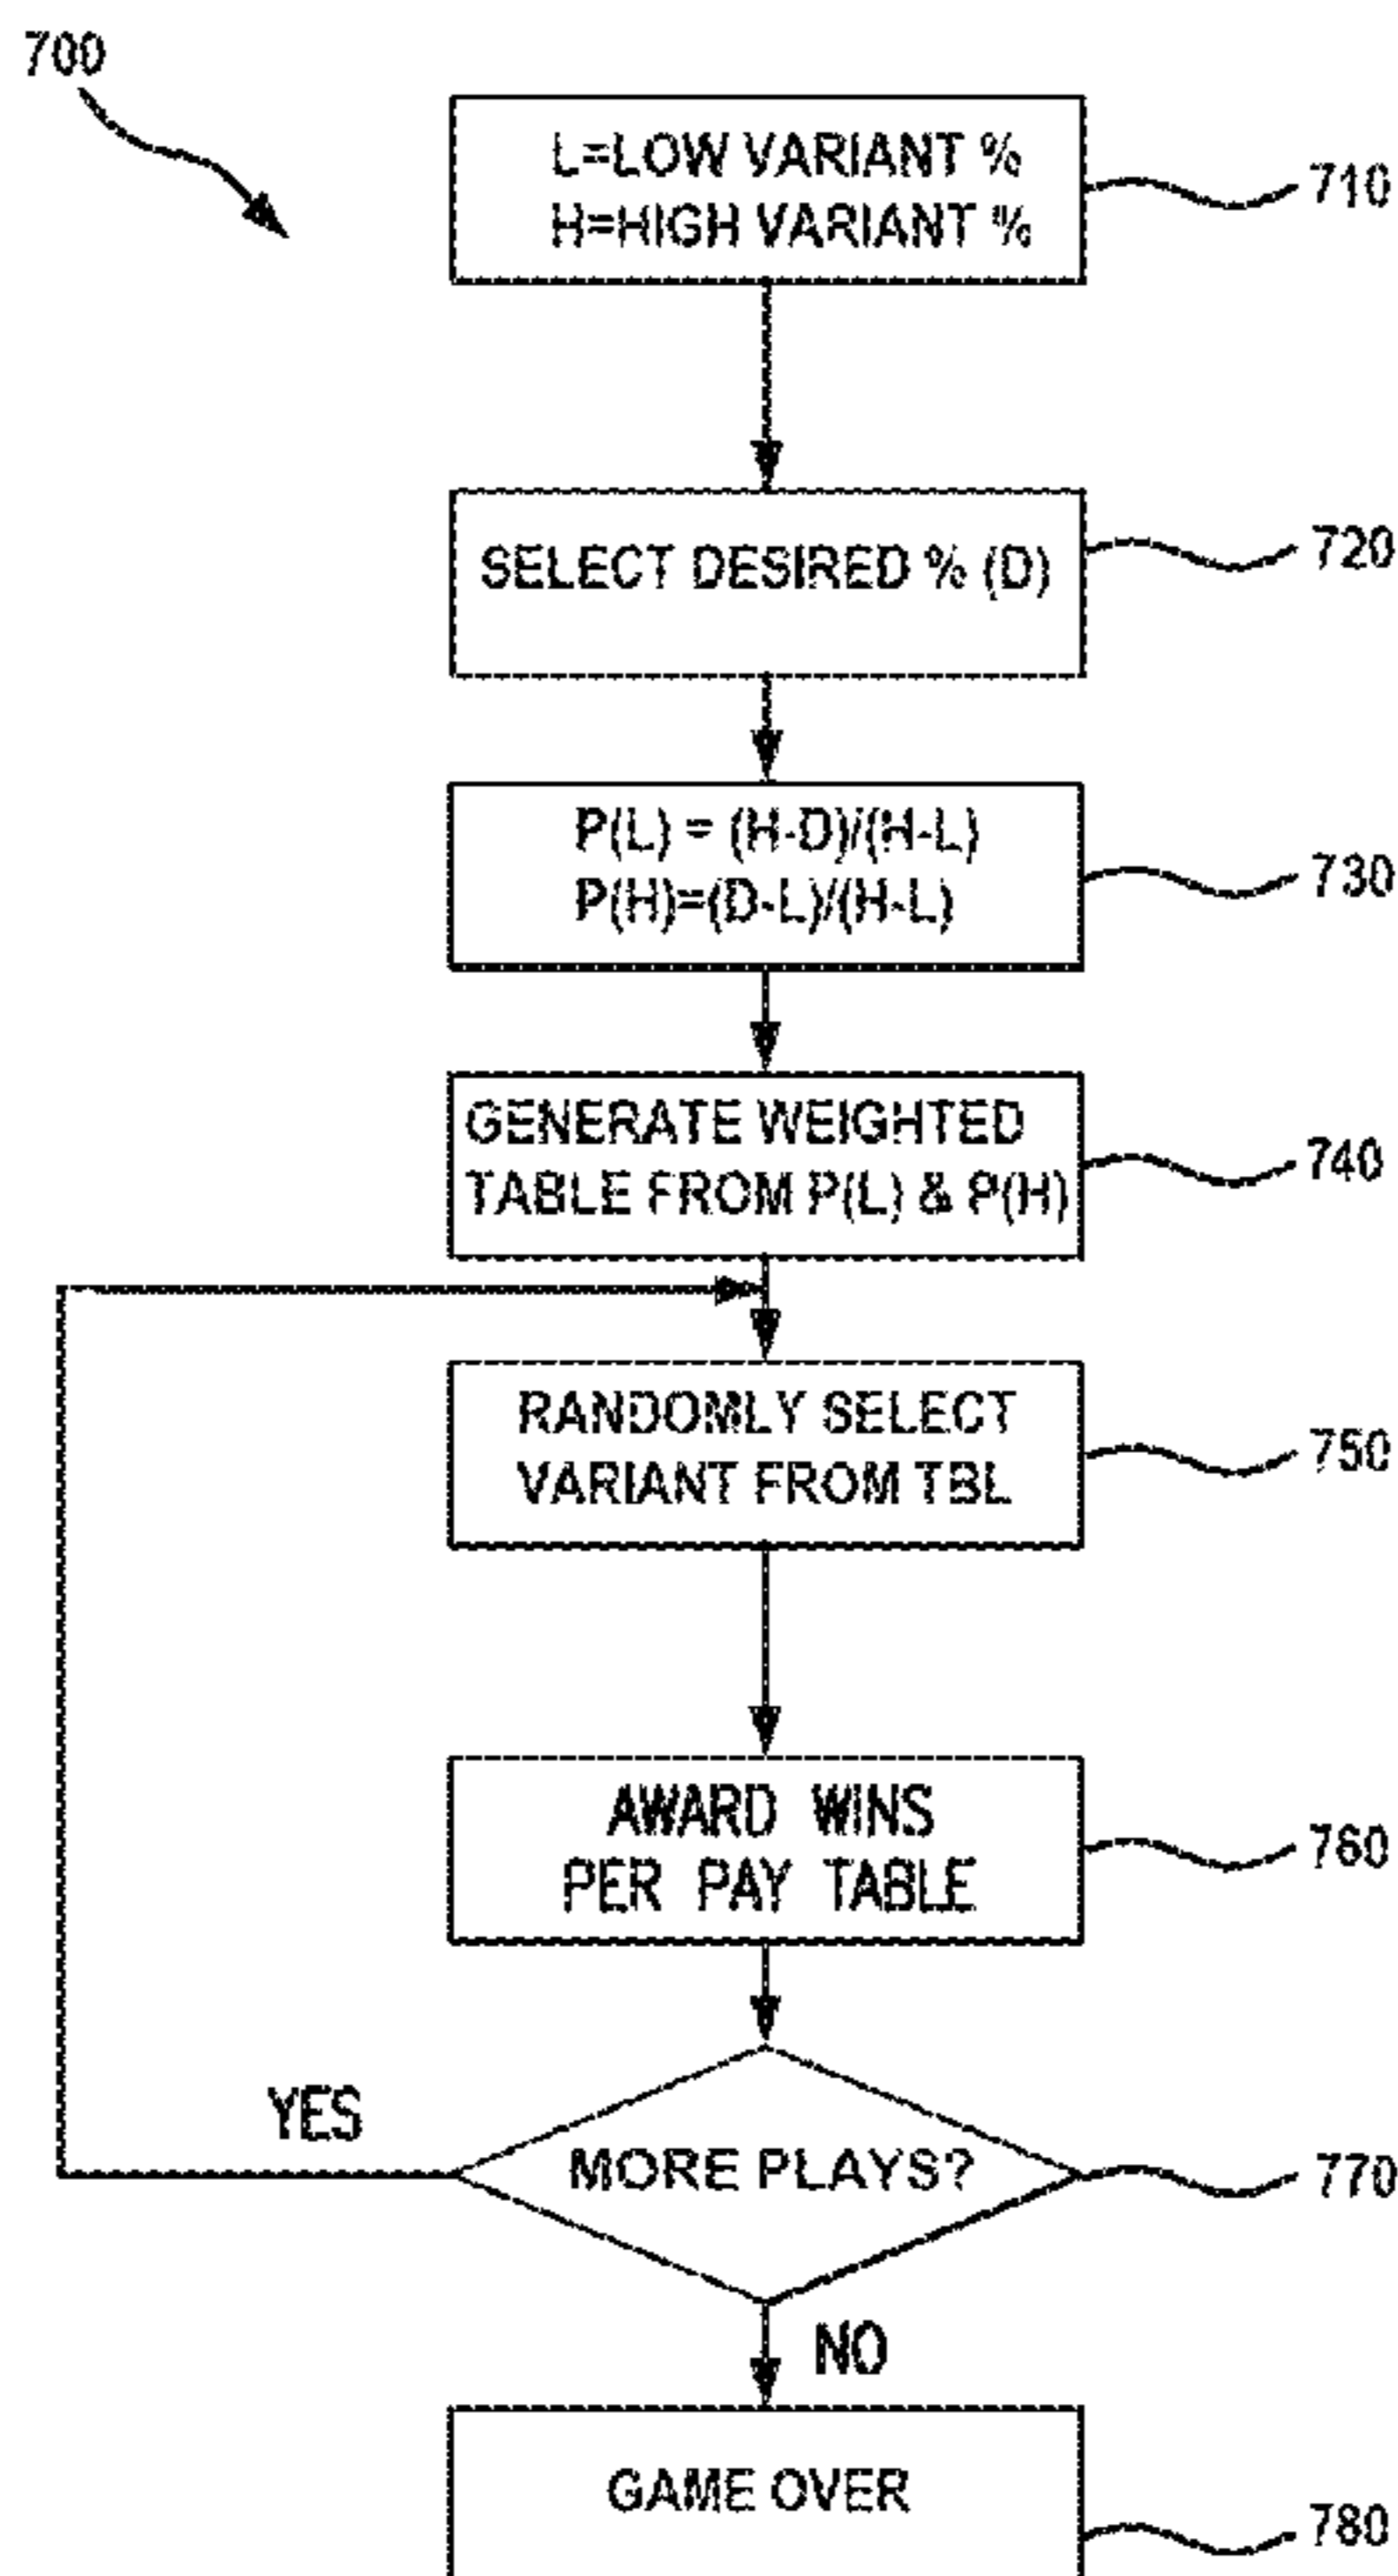 700
L=LOW VARIANT %
H=HIGH VARIANT %
710
SELECT DESIRED % (D)
720
P(L) = (H-D)/(H-L)
P(H)=(D-L)/(H-L)
730
GENERATE WEIGHTED
TABLE FROM P(L) & P(H)
740
RANDOMLY SELECT
VARIANT FROM TBL
750
AWARD WINS
PER PAY TABLE
760
YES
MORE PLAYS?
770
NO
GAME OVER
780